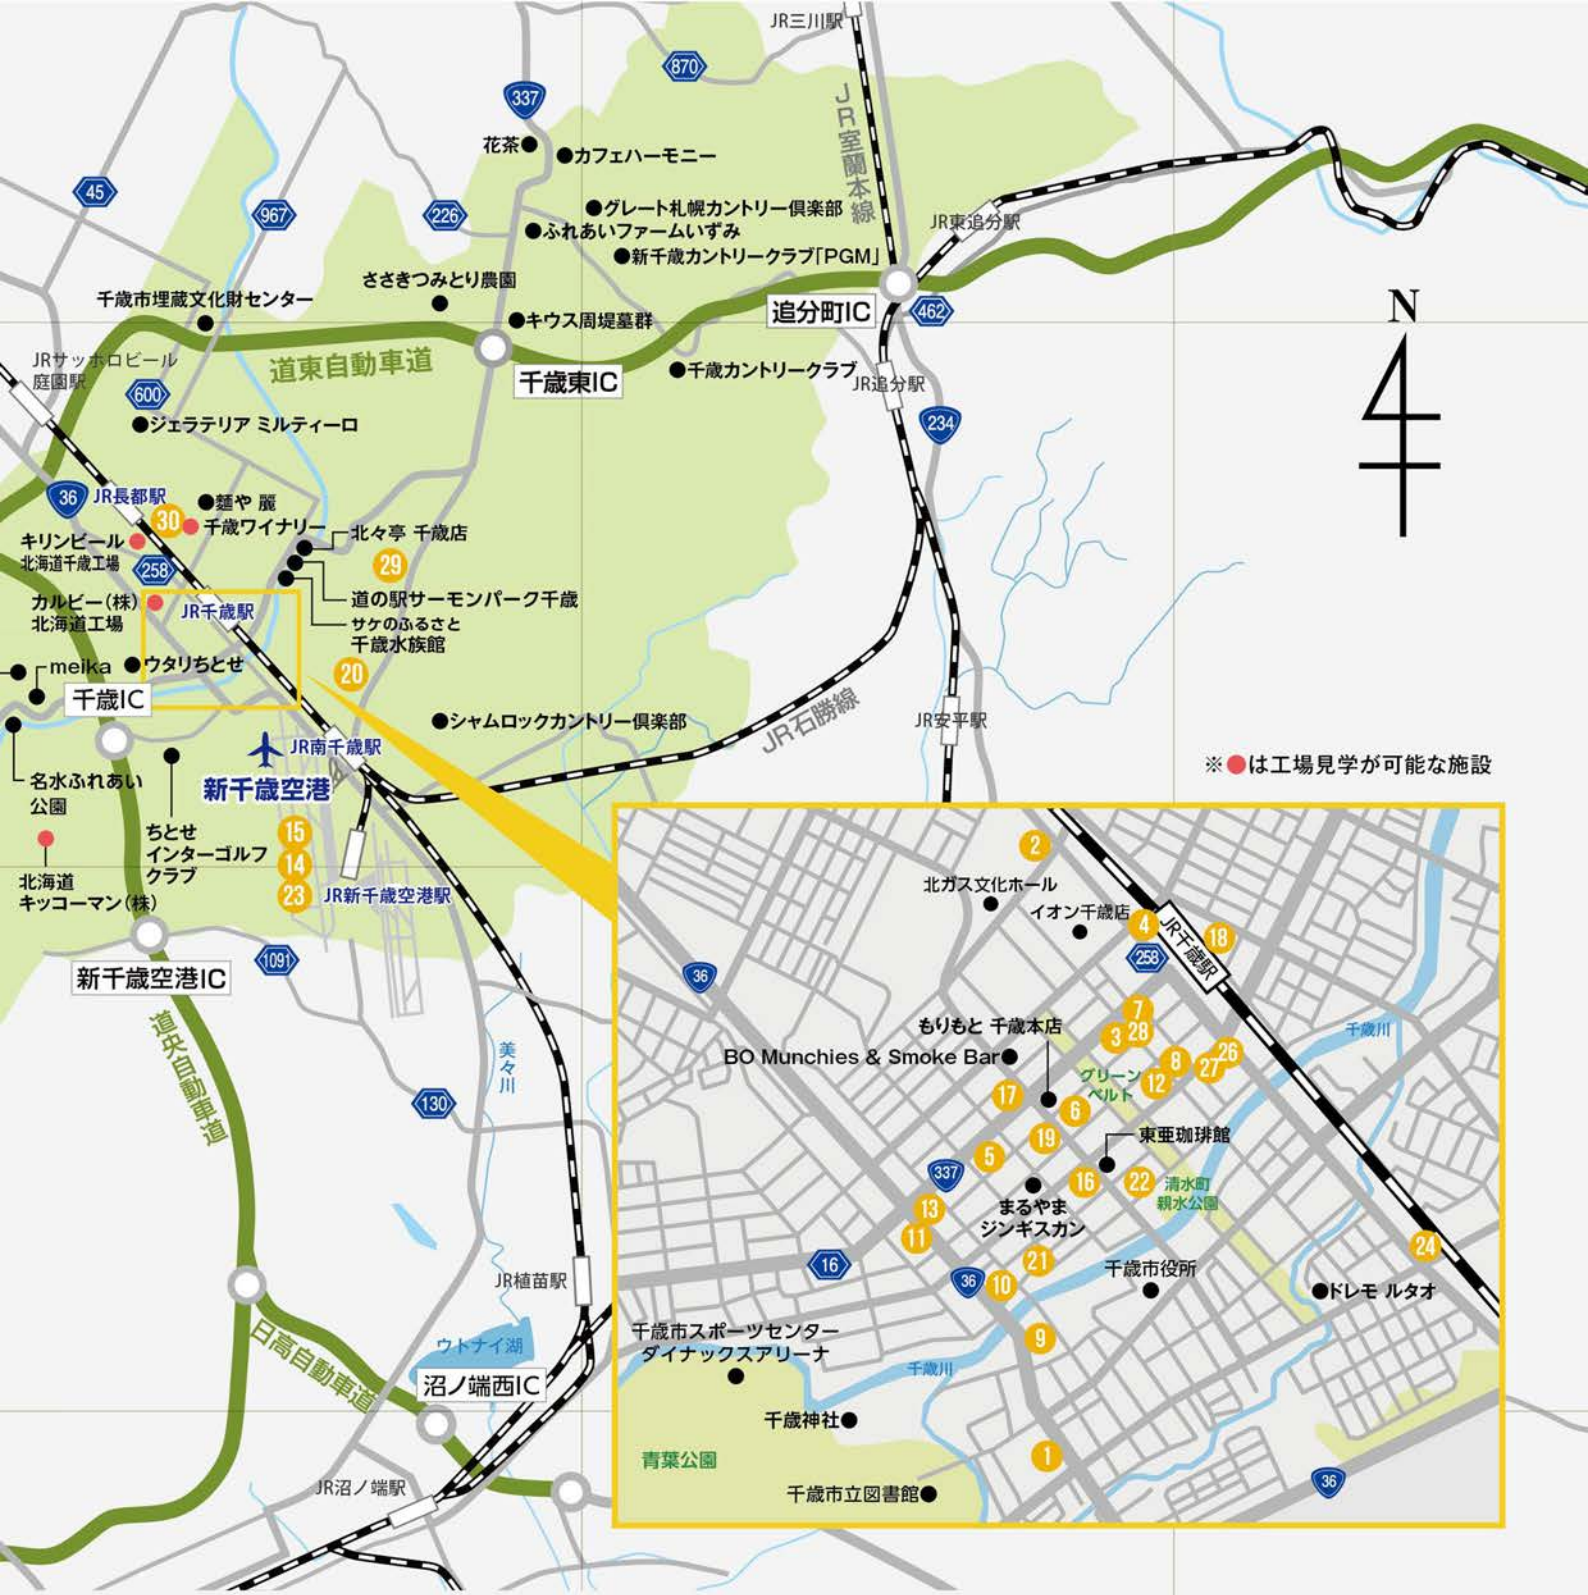 JR三川駅
870
337
JR室蘭本線
花茶
カフェハーモニー
45
967
226
グレート札幌カントリー倶楽部
JR東追分駅
ふれあいファームいずみ
新千歳カントリークラブ「PGM」
ささきつみとり農園
千歳市埋蔵文化財センター
キウス周堤墓群
追分町IC
462
N
JRサッポロビール
庭園駅
道東自動車道
千歳東IC
千歳カントリークラブ
JR追分駅
600
ジェラテリア ミルティーロ
234
36
JR長都駅
麺や 麗
30
千歳ワイナリー
北々亭 千歳店
キリンビール
北海道千歳工場
258
29
カルビー(株)
北海道工場
JR千歳駅
道の駅サーモンパーク千歳
サケのふるさと
千歳水族館
meika
ウタリちとせ
20
千歳IC
シャムロックカントリー倶楽部
JR石勝線
JR安平駅
JR南千歳駅
新千歳空港
名水ふれあい
公園
※●は工場見学が可能な施設
ちとせ
インターゴルフ
クラブ
15
14
23
北海道
キッコーマン(株)
JR新千歳空港駅
1091
新千歳空港IC
道央自動車道
美々川
130
JR植苗駅
ウトナイ湖
日高自動車道
沼ノ端西IC
JR沼ノ端駅
2
北ガス文化ホール
イオン千歳店
4
JR千歳駅
18
258
36
7
もりもと 千歳本店
3
28
千歳川
BO Munchies & Smoke Bar
26
8
27
グリーン
ベルト
12
17
6
19
東亜珈琲館
5
337
16
22
清水町
親水公園
まるやま
ジンギスカン
13
11
24
21
16
36
10
千歳市役所
ドレモ ルタオ
千歳市スポーツセンター
ダイナックスアリーナ
9
千歳川
千歳神社
青葉公園
1
36
千歳市立図書館